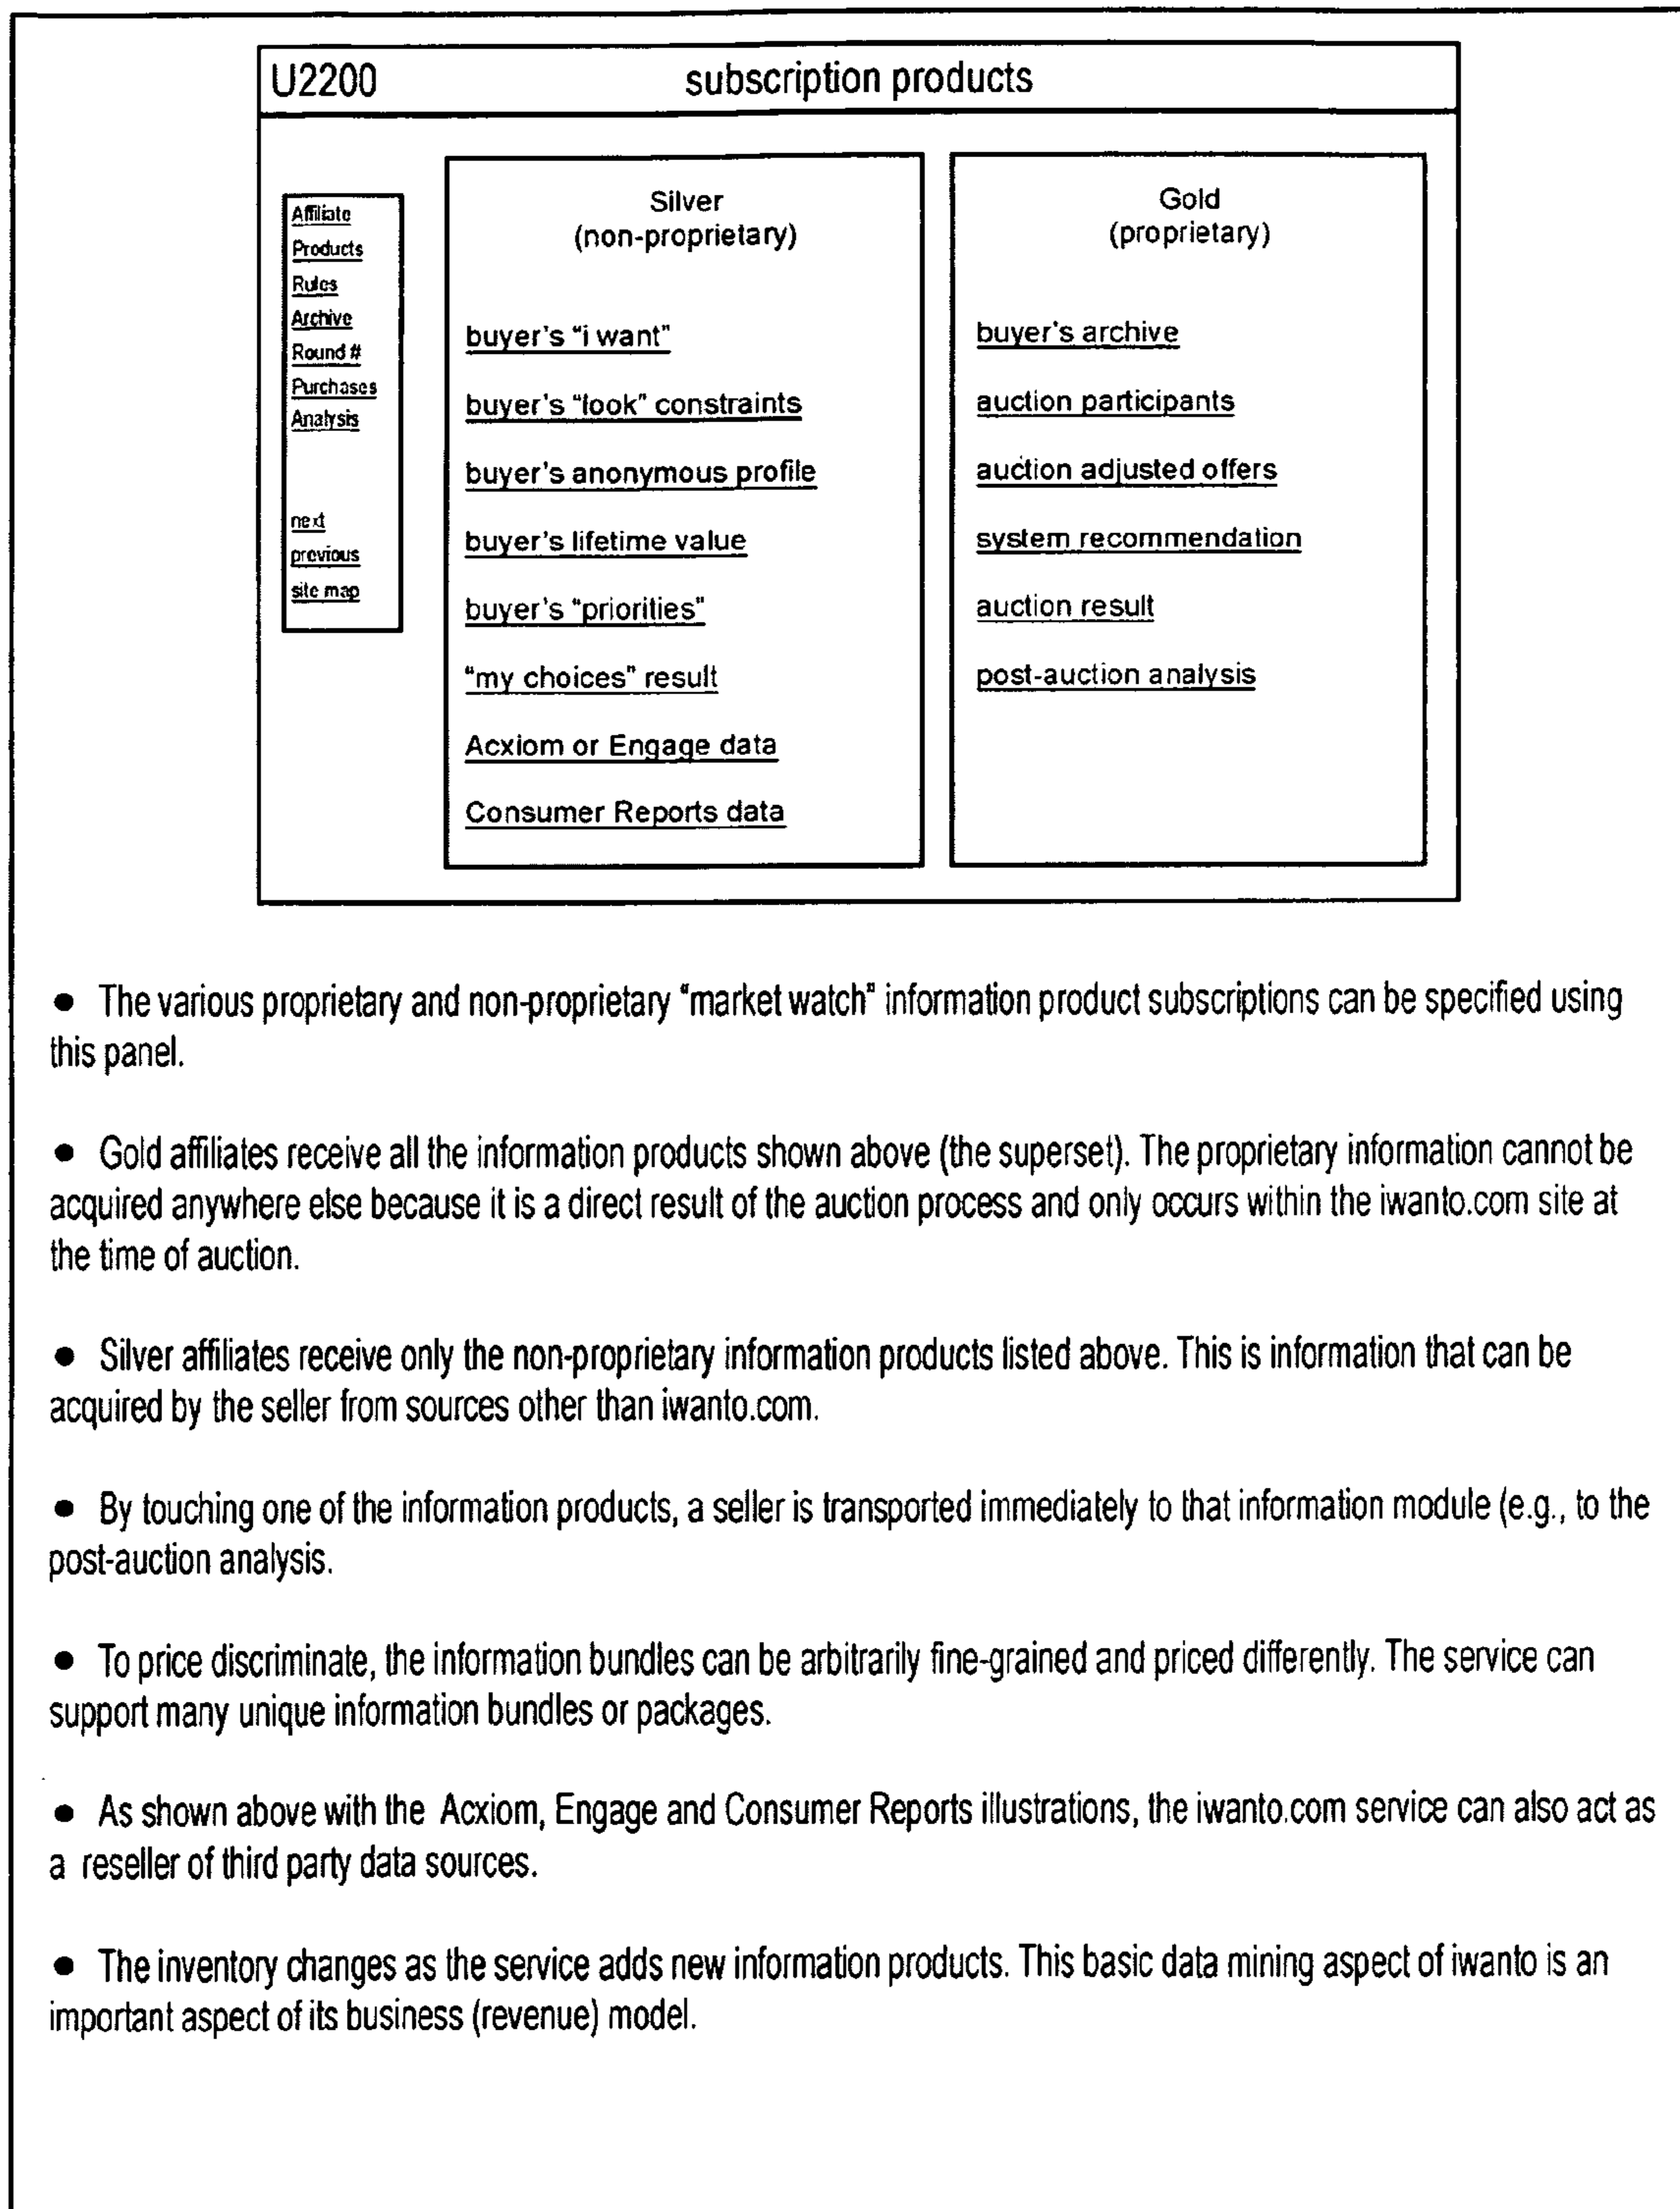 U2200 subscription products
Affiliate
Products
Rules
Archive
Round #
Purchases
Analysis
next
previous
site map
Silver
(non-proprietary)
buyer's "i want"
buyer's "look" constraints
buyer's anonymous profile
buyer's lifetime value
buyer's "priorities"
"my choices" result
Acxiom or Engage data
Consumer Reports data
Gold
(proprietary)
buyer's archive
auction participants
auction adjusted offers
system recommendation
auction result
post-auction analysis
• The various proprietary and non-proprietary "market watch" information product subscriptions can be specified using
this panel.
• Gold affiliates receive all the information products shown above (the superset). The proprietary information cannot be
acquired anywhere else because it is a direct result of the auction process and only occurs within the iwanto.com site at
the time of auction.
• Silver affiliates receive only the non-proprietary information products listed above. This is information that can be
acquired by the seller from sources other than iwanto.com.
• By touching one of the information products, a seller is transported immediately to that information module (e.g., to the
post-auction analysis.
• To price discriminate, the information bundles can be arbitrarily fine-grained and priced differently. The service can
support many unique information bundles or packages.
• As shown above with the Acxiom, Engage and Consumer Reports illustrations, the iwanto.com service can also act as
a reseller of third party data sources.
• The inventory changes as the service adds new information products. This basic data mining aspect of iwanto is an
important aspect of its business (revenue) model.